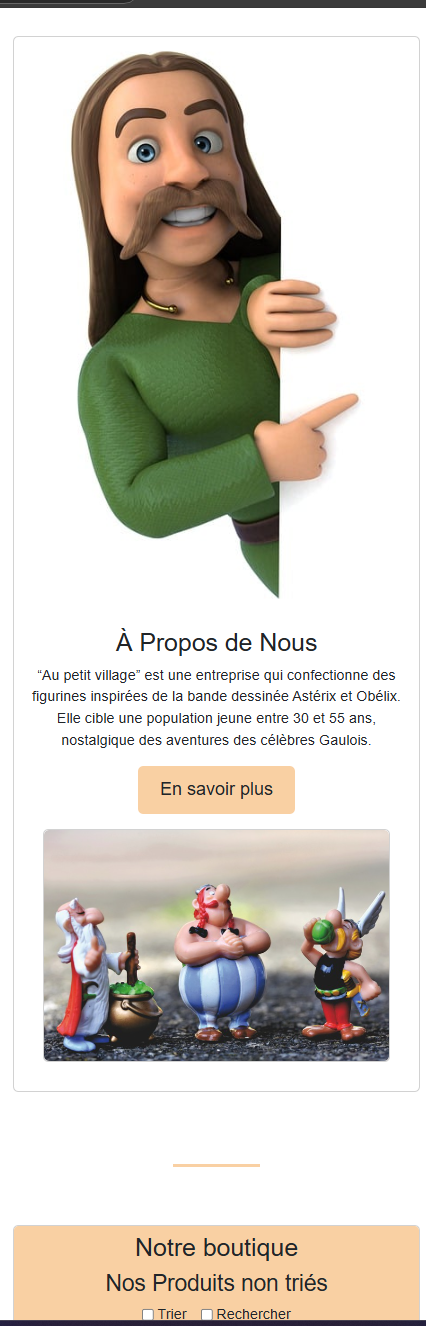 À Propos de Nous
“Au petit village” est une entreprise qui confectionne des
figurines inspirées de la bande dessinée Astérix et Obélix.
Elle cible une population jeune entre 30 et 55 ans,
nostalgique des aventures des célèbres Gaulois.
En savoir plus
Notre boutique
Nos Produits non triés
Trier Rechercher